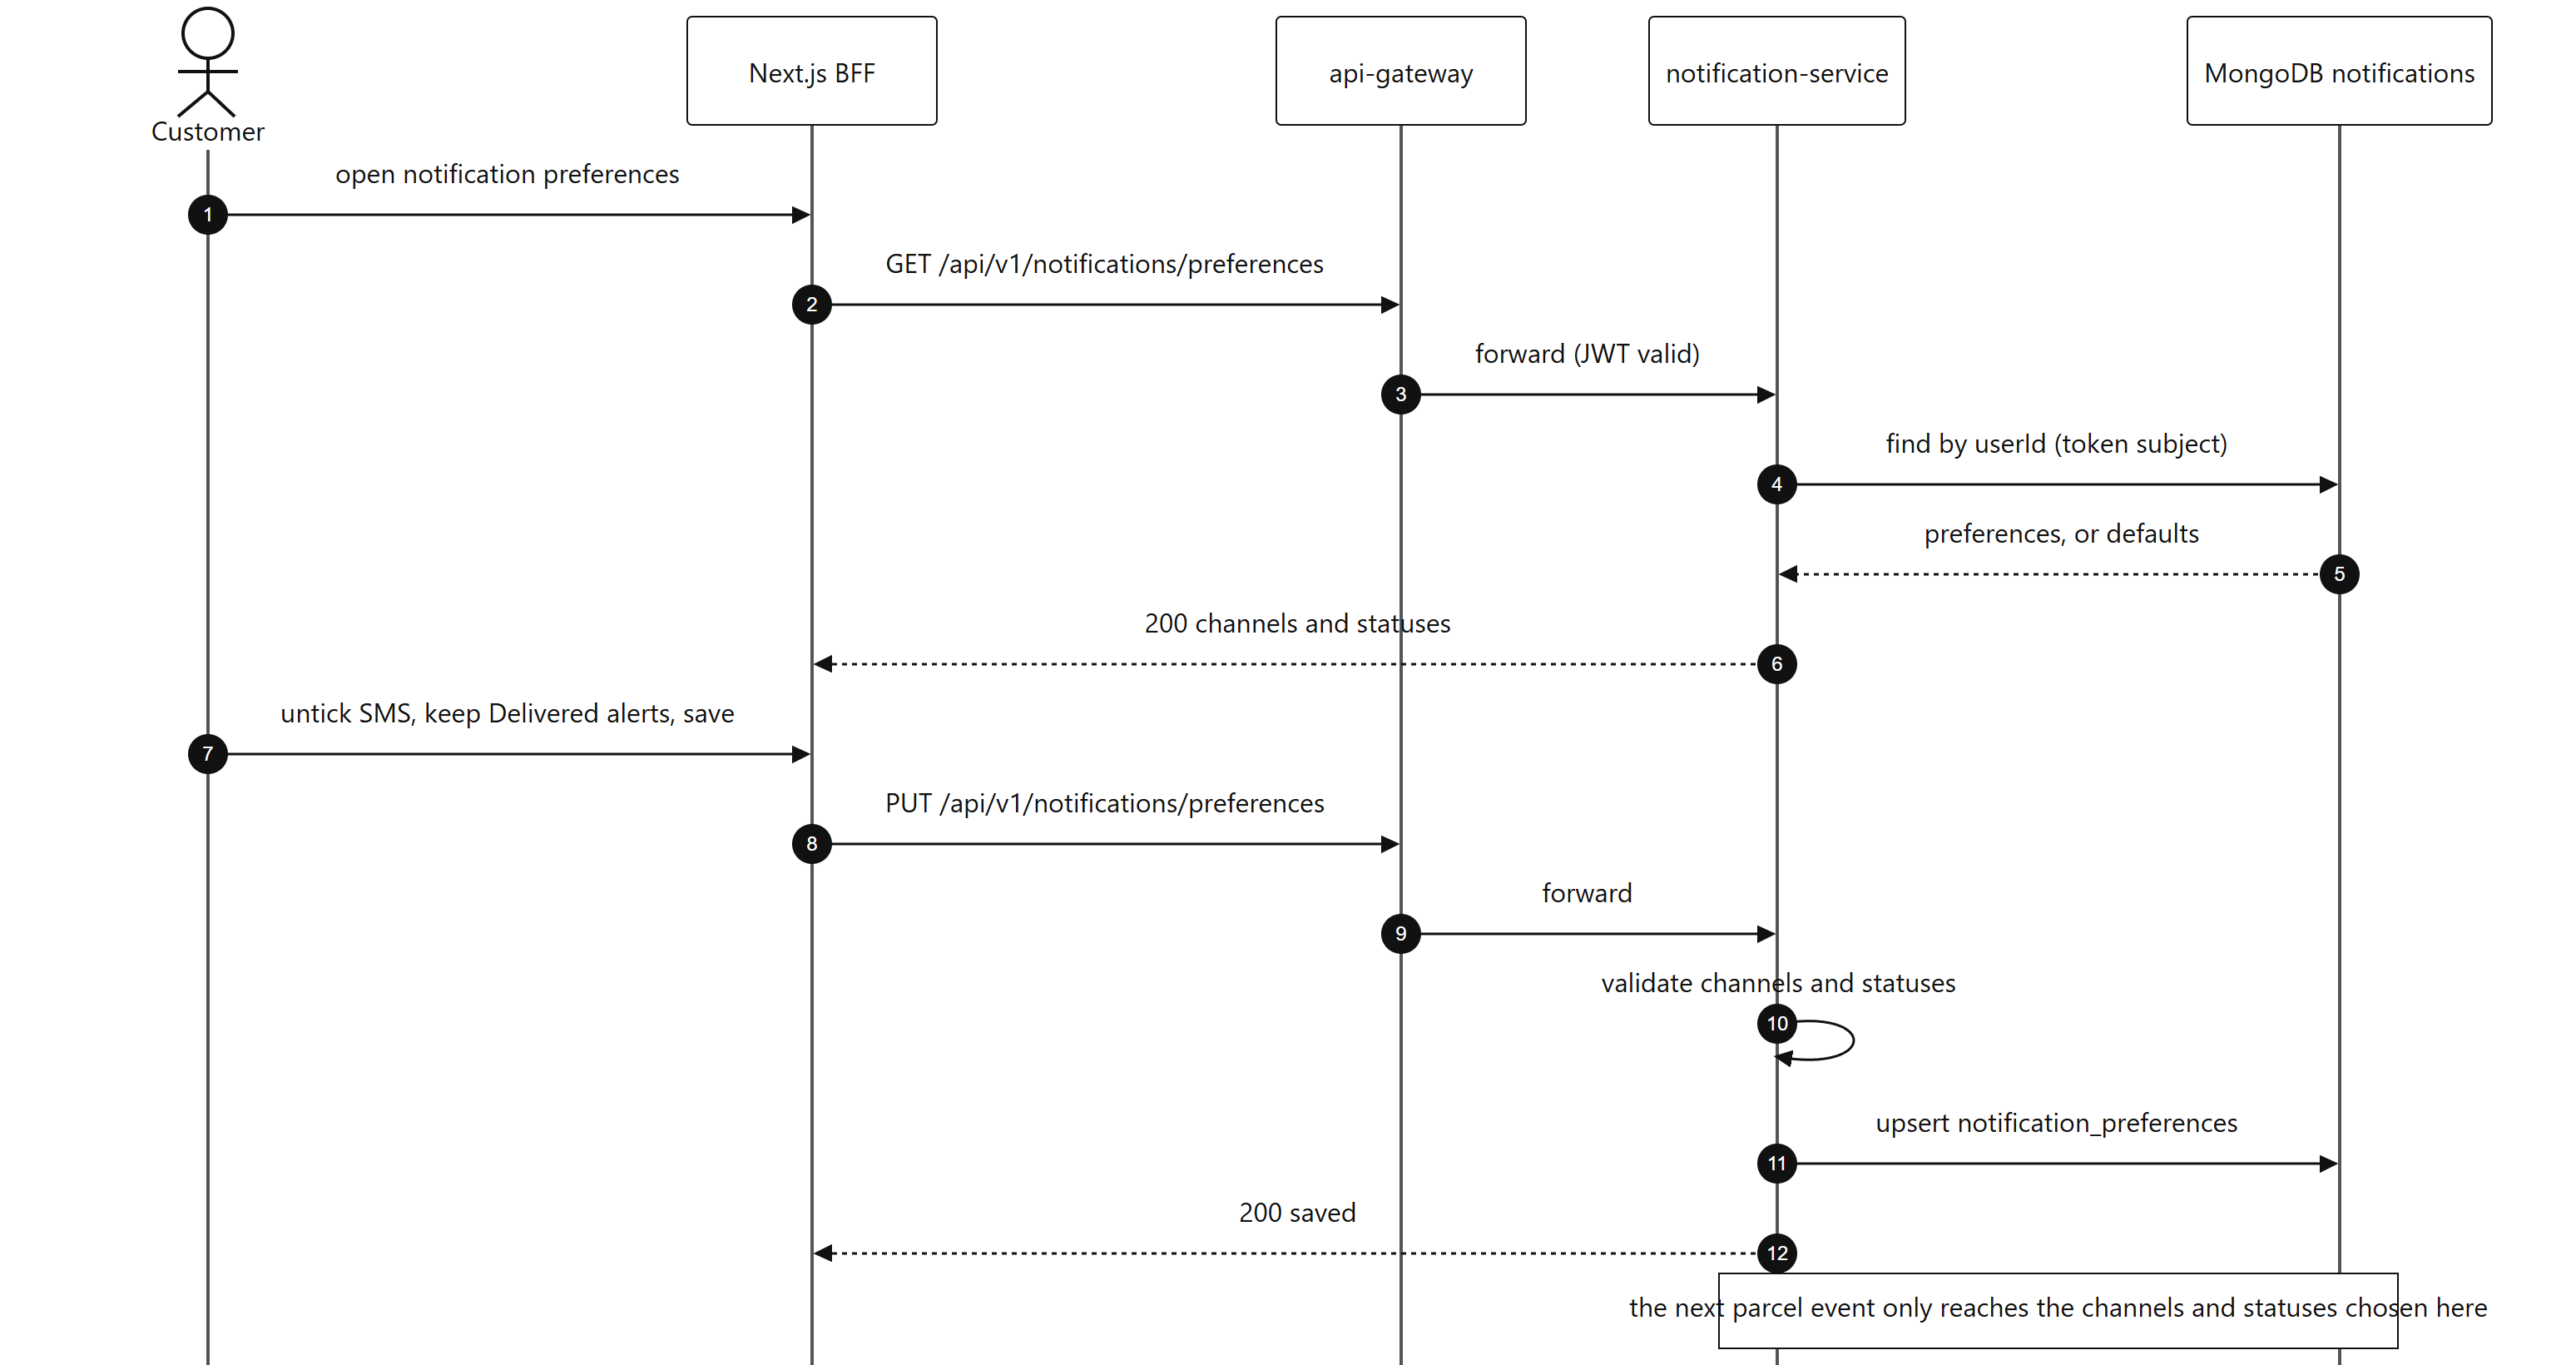 Customer
Next.js BFF
api-gateway
notification-service
MongoDB notifications
open notification preferences
1
GET /api/v1/notifications/preferences
2
forward (JWT valid)
3
find by userId (token subject)
4
preferences, or defaults
5
200 channels and statuses
6
untick SMS, keep Delivered alerts, save
7
PUT /api/v1/notifications/preferences
8
forward
9
validate channels and statuses
10
upsert notification_preferences
11
200 saved
12
the next parcel event only reaches the channels and statuses chosen here